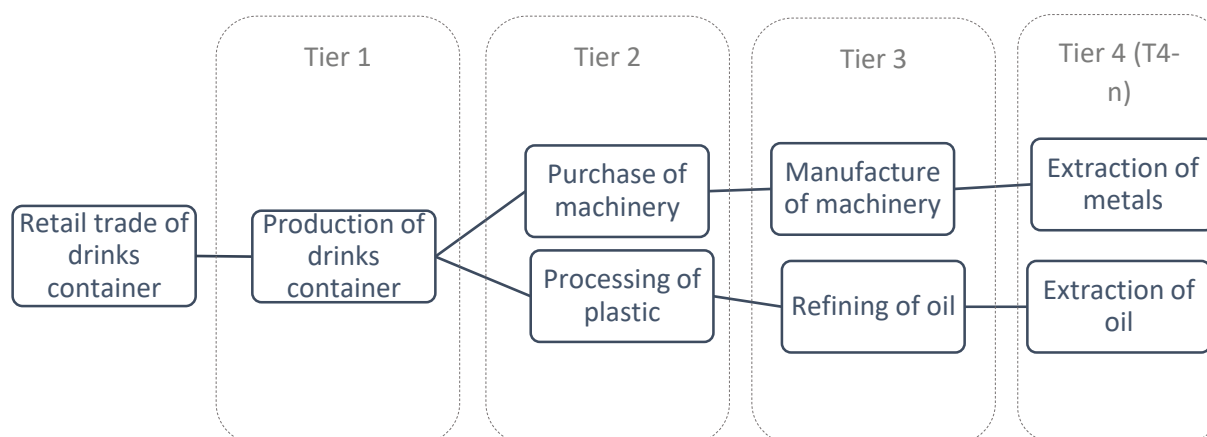 Tier 1
Tier 2
Tier 3
Tier 4 (T4-
n)
Retail trade of
drinks
container
Production of
drinks
container
Purchase of
machinery
Processing of
plastic
Manufacture
of machinery
Refining of oil
Extraction of
metals
Extraction of
oil